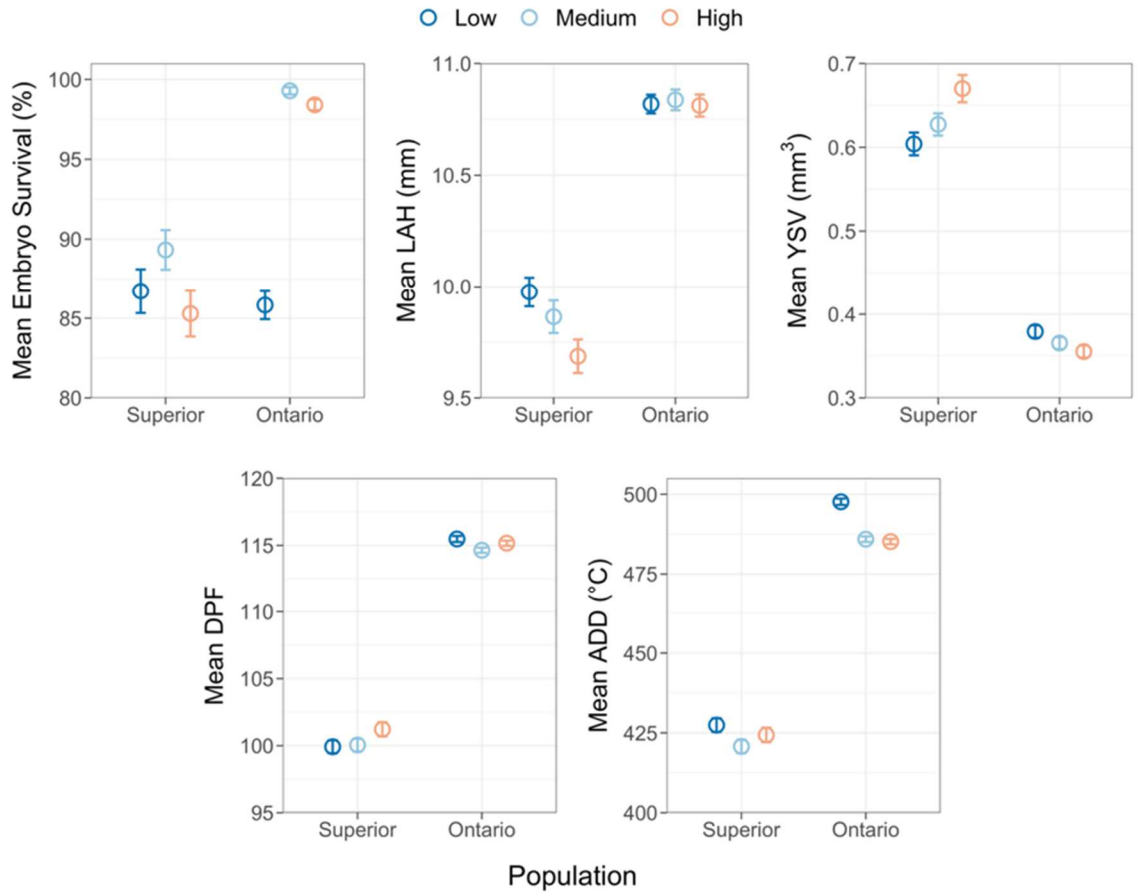 Low Medium High
Mean Embryo Survival (%)
100
95
90
85
80
Superior Ontario
Mean LAH (mm)
11.0
10.5
10.0
9.5
Superior Ontario
Mean YSV (mm³)
0.7
0.6
0.5
0.4
0.3
Superior Ontario
Mean DPF
120
115
110
105
100
95
Superior Ontario
Mean ADD (°C)
500
475
450
425
400
Superior Ontario
Population